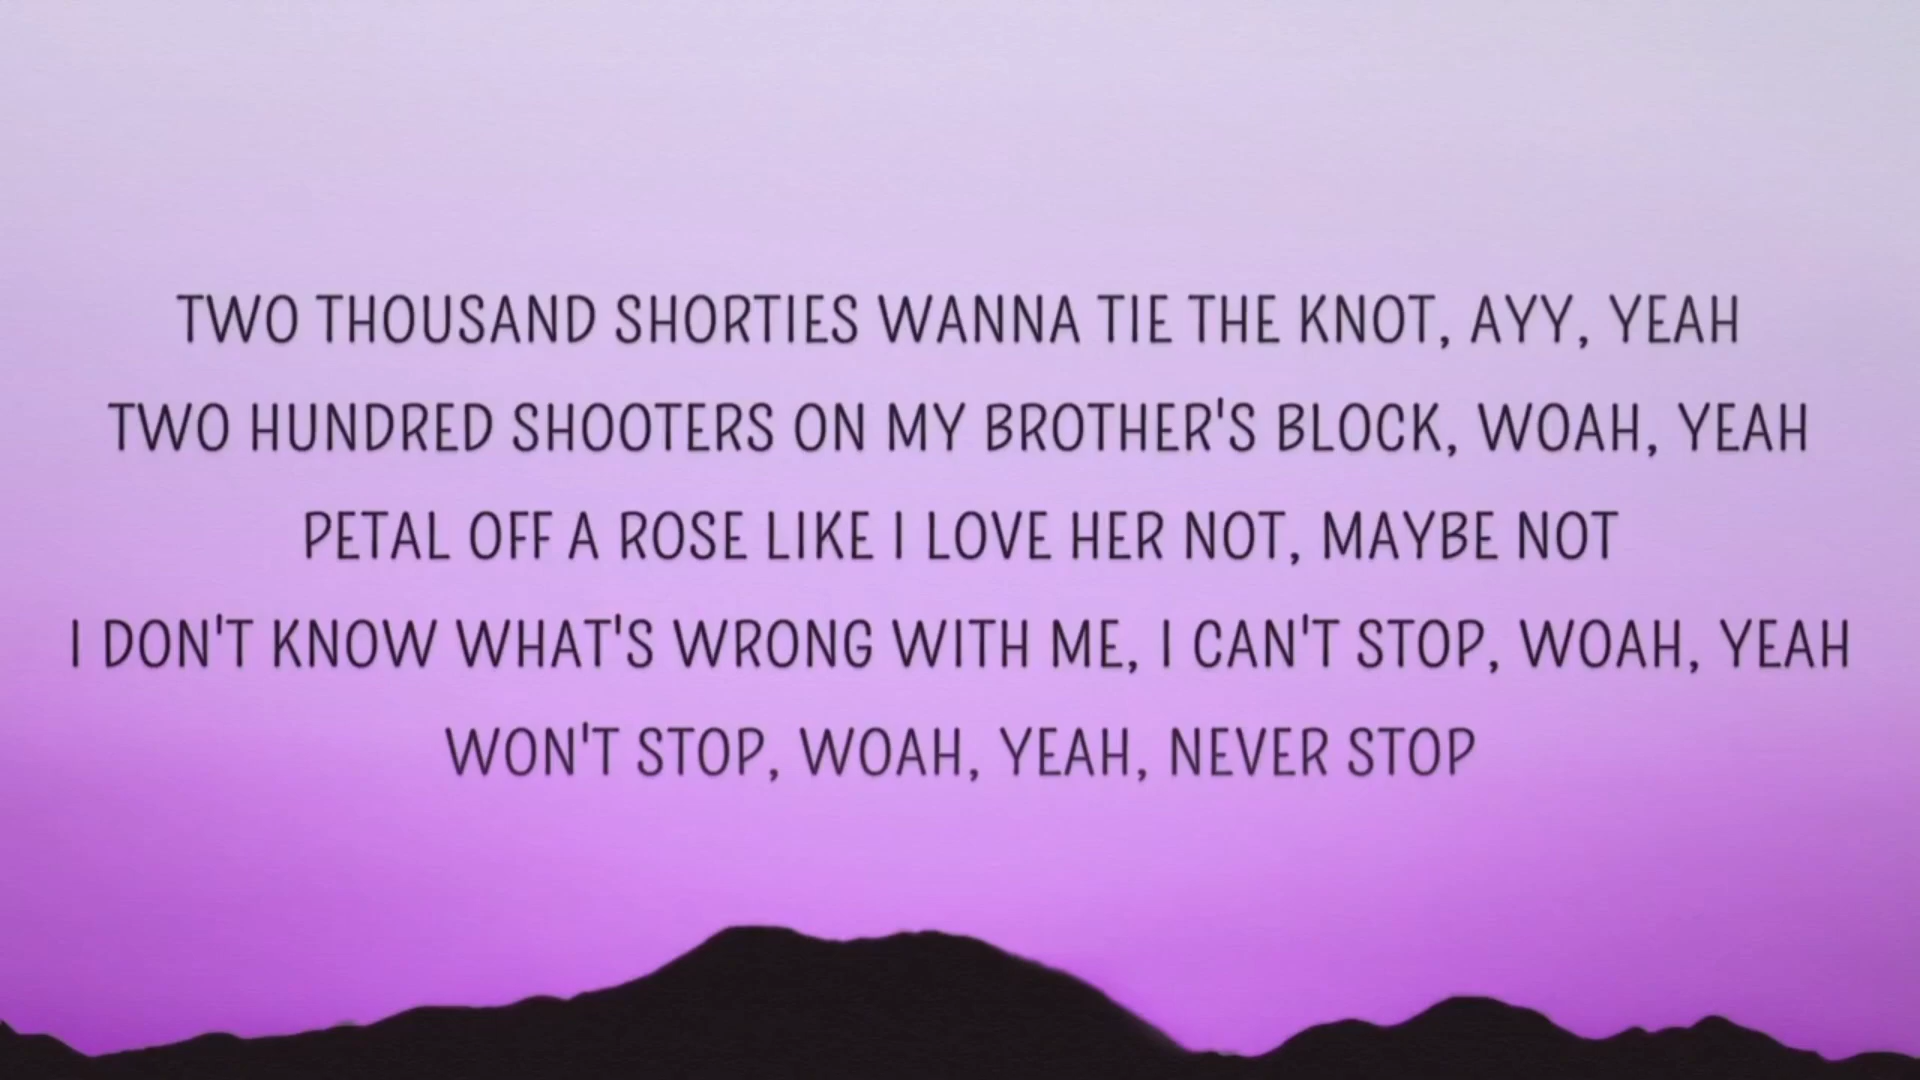 TWO THOUSAND SHORTIES WANNA TIE THE KNOT, AYY, YEAH
TWO HUNDRED SHOOTERS ON MY BROTHER'S BLOCK, WOAH, YEAH
PETAL OFF A ROSE LIKE I LOVE HER NOT, MAYBE NOT
I DON'T KNOW WHAT'S WRONG WITH ME, I CAN'T STOP, WOAH, YEAH
WON'T STOP, WOAH, YEAH, NEVER STOP